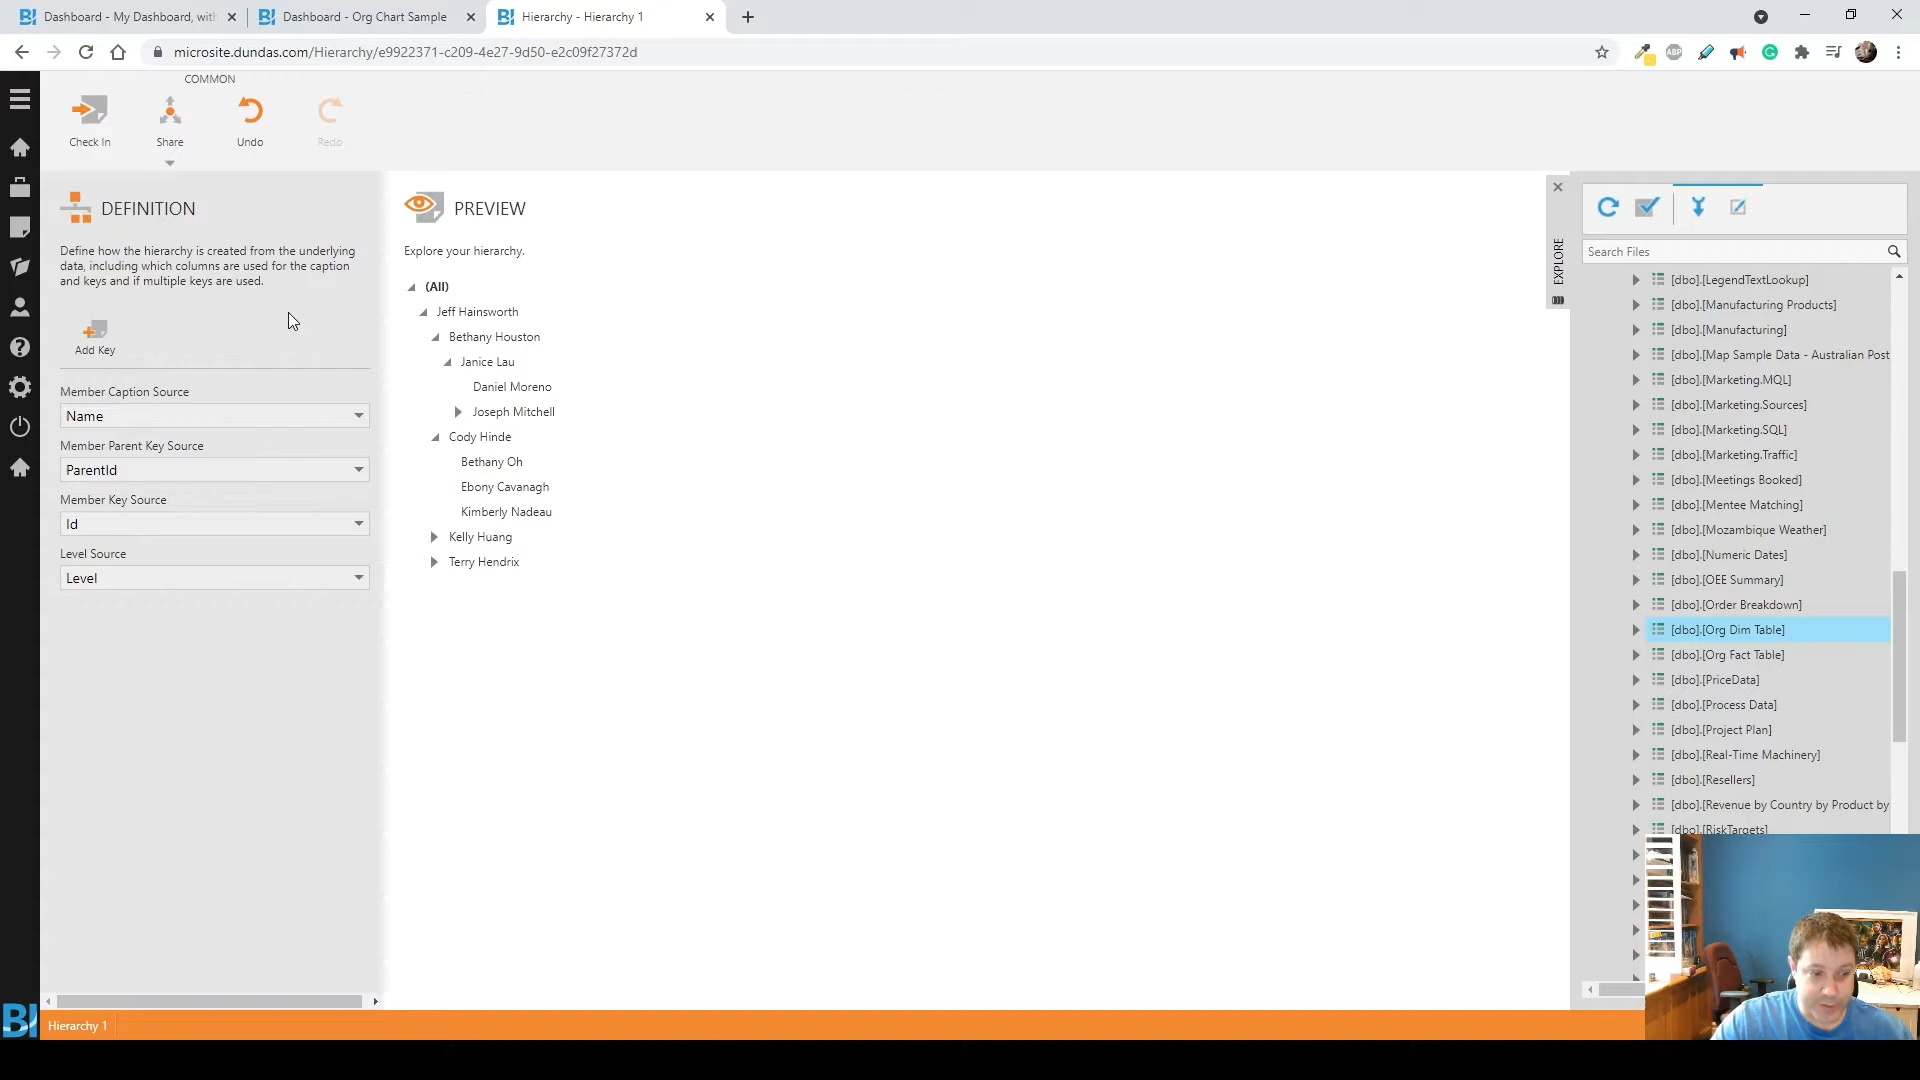 Dashboard - My Dashboard, with
Dashboard - Org Chart Sample
Hierarchy - Hierarchy 1
microsite.dundas.com/Hierarchy/e9922371-c209-4e27-9d50-e2c09f27372d
ABP
COMMON
Check In
Share
Undo
Redo
DEFINITION
Define how the hierarchy is created from the underlying
data, including which columns are used for the caption
and keys and if multiple keys are used.
Add Key
Member Caption Source
Name
Member Parent Key Source
ParentId
Member Key Source
Id
Level Source
Level
PREVIEW
Explore your hierarchy.
(All)
Jeff Hainsworth
Bethany Houston
Janice Lau
Daniel Moreno
Joseph Mitchell
Cody Hinde
Bethany Oh
Ebony Cavanagh
Kimberly Nadeau
Kelly Huang
Terry Hendrix
EXPLORE
Search Files
[dbo].[LegendTextLookup]
[dbo].[Manufacturing Products]
[dbo].[Manufacturing]
[dbo].[Map Sample Data - Australian Post
[dbo].[Marketing.MQL]
[dbo].[Marketing.Sources]
[dbo].[Marketing.SQL]
[dbo].[Marketing.Traffic]
[dbo].[Meetings Booked]
[dbo].[Mentee Matching]
[dbo].[Mozambique Weather]
[dbo].[Numeric Dates]
[dbo].[OEE Summary]
[dbo].[Order Breakdown]
[dbo].[Org Dim Table]
[dbo].[Org Fact Table]
[dbo].[PriceData]
[dbo].[Process Data]
[dbo].[Project Plan]
[dbo].[Real-Time Machinery]
[dbo].[Resellers]
[dbo].[Revenue by Country by Product by
[dbo].[RiskTargets]
BI
Hierarchy 1